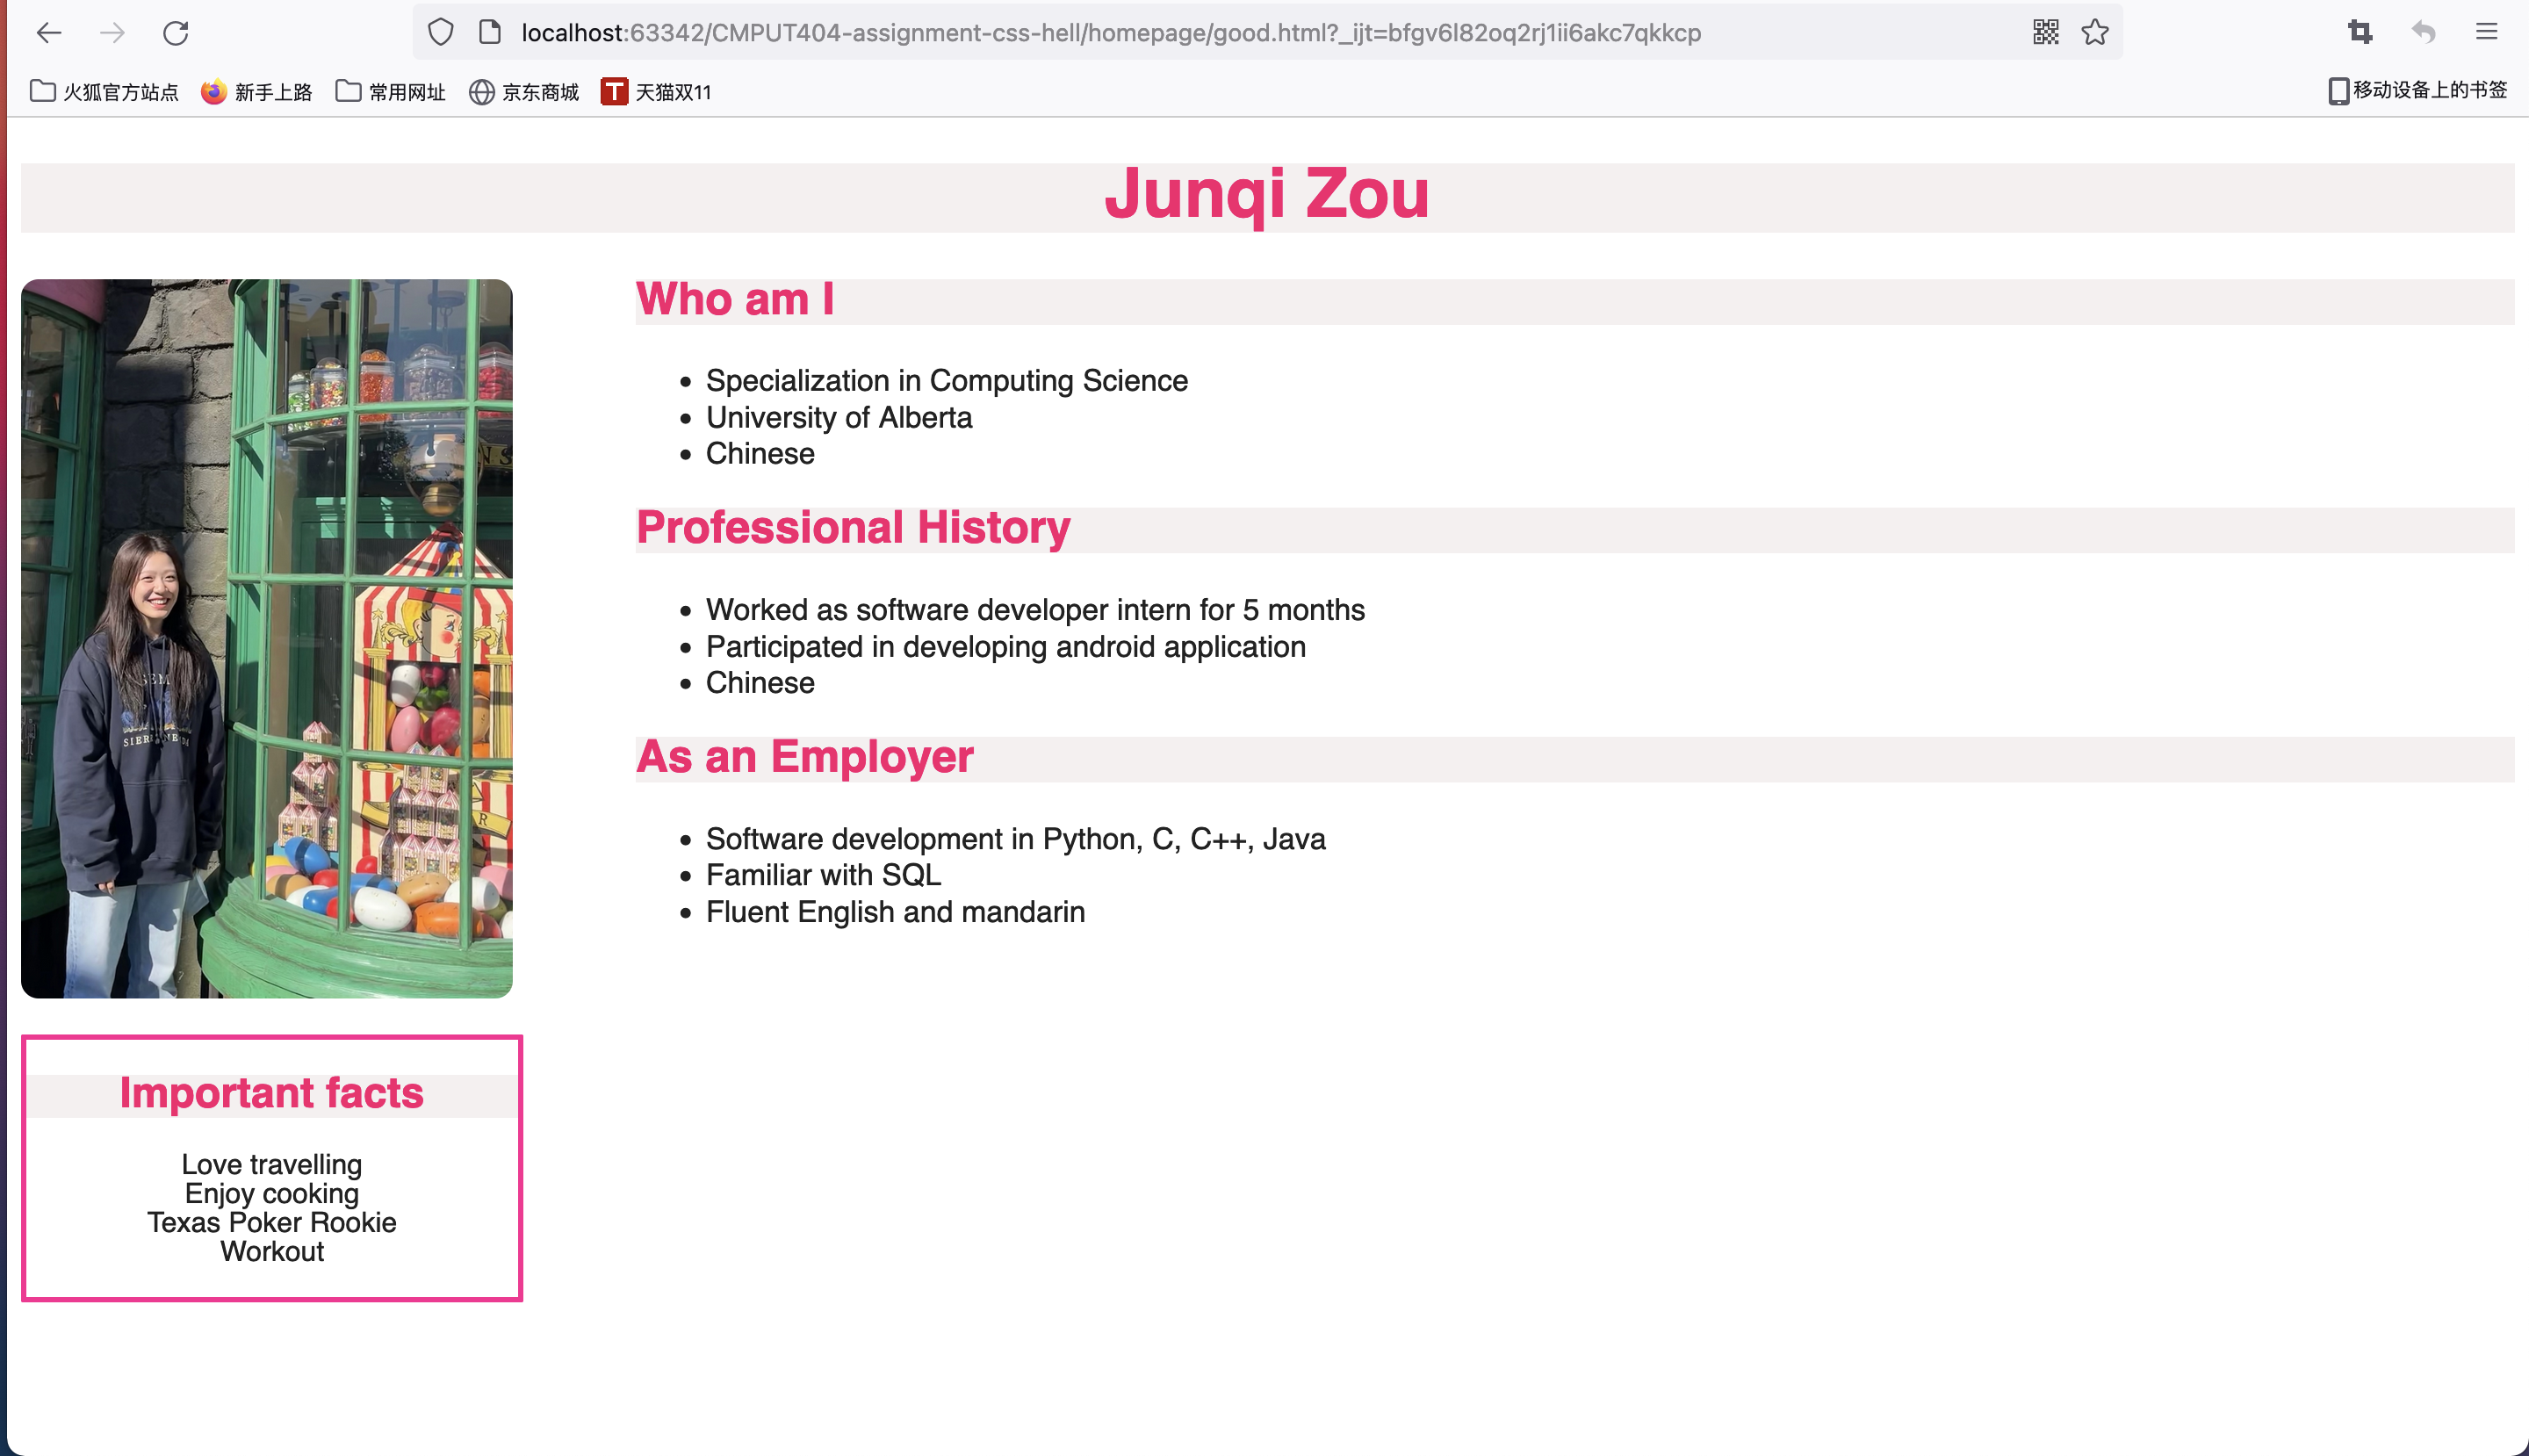 localhost:63342/CMPUT404-assignment-css-hell/homepage/good.html?_ijt=bfgv6l82oq2rj1ii6akc7qkkcp
火狐官方站点 新手上路 常用网址 京东商城 T 天猫双11 移动设备上的书签
Junqi Zou
Who am I
Specialization in Computing Science
University of Alberta
Chinese
Professional History
Worked as software developer intern for 5 months
Participated in developing android application
Chinese
As an Employer
Software development in Python, C, C++, Java
Familiar with SQL
Fluent English and mandarin
Important facts
Love travelling
Enjoy cooking
Texas Poker Rookie
Workout